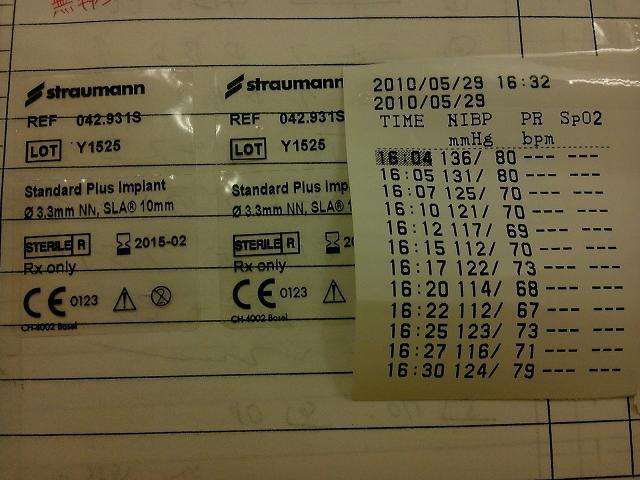 straumann
REF 042.931S
LOT Y1525
Standard Plus Implant
Ø 3.3mm NN, SLA® 10mm
STERILE R 2015-02
Rx only
CE 0123
CH-4002 Basel
straumann
REF 042.931S
LOT Y1525
Standard Plus Imp
Ø 3.3mm NN, SLA® 1
STERILE R 20
Rx only
CE 0123
CH-4002 Basel
2010/05/29 16:32
2010/05/29
TIME NIBP PR SpO2
mmHg bpm
16:04 136/ 80 --- ---
16:05 131/ 80 --- ---
16:07 125/ 70 --- ---
16:10 121/ 70 --- ---
16:12 117/ 69 --- ---
16:15 112/ 70 --- ---
16:17 122/ 73 --- ---
16:20 114/ 68 --- ---
16:22 112/ 67 --- ---
16:25 123/ 73 --- ---
16:27 116/ 71 --- ---
16:30 124/ 79 --- ---